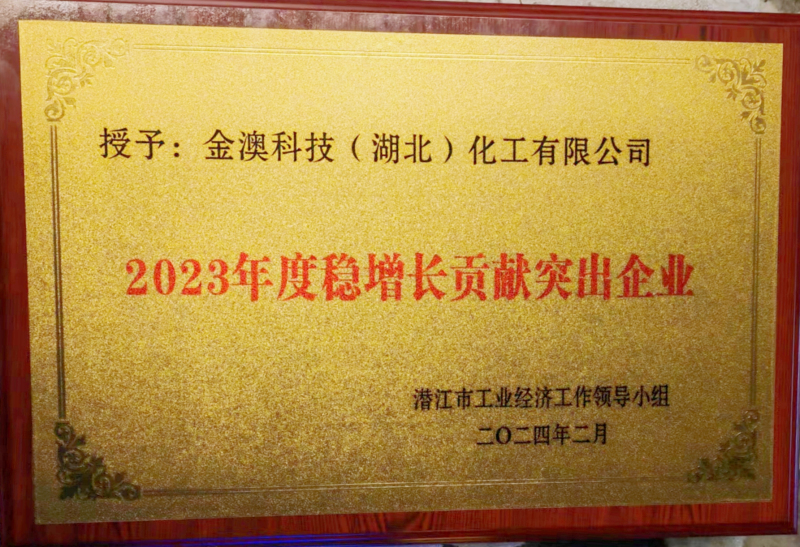 授予：金澳科技（湖北）化工有限公司
2023年度稳增长贡献突出企业
潜江市工业经济工作领导小组
二〇二四年二月